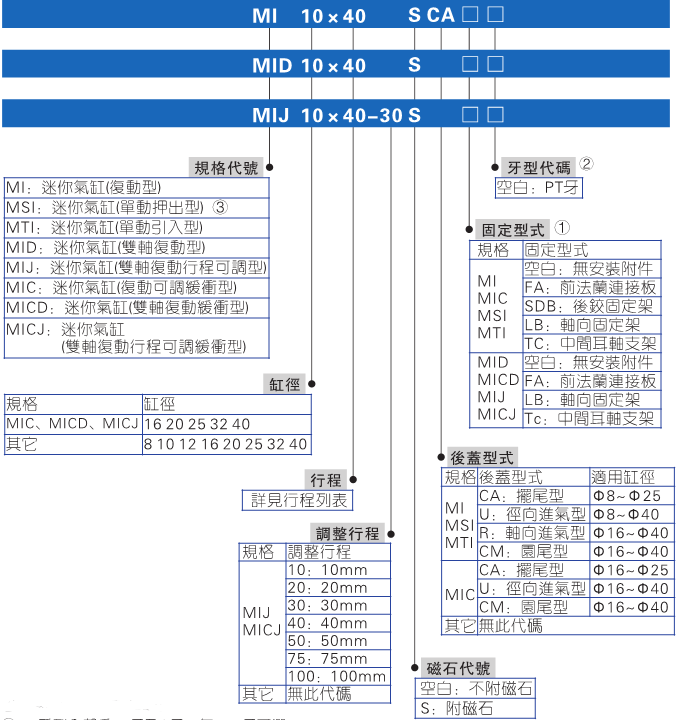 MI 10×40 S CA □ □
MID 10×40 S □ □
MIJ 10×40-30 S □ □
規格代號
MI：迷你氣缸(復動型)
MSI：迷你氣缸(單動押出型) ③
MTI：迷你氣缸(單動引入型)
MID：迷你氣缸(雙軸復動型)
MIJ：迷你氣缸(雙軸復動行程可調型)
MIC：迷你氣缸(復動可調緩衝型)
MICD：迷你氣缸(雙軸復動緩衝型)
MICJ：迷你氣缸
(雙軸復動行程可調緩衝型)
牙型代碼 ②
空白：PT牙
固定型式 ①
規格 固定型式
MI
MIC
MSI
MTI
空白：無安裝附件
FA：前法蘭連接板
SDB：後鉸固定架
LB：軸向固定架
TC：中間耳軸支架
MID
MICD
MIJ
MICJ
空白：無安裝附件
FA：前法蘭連接板
LB：軸向固定架
Tc：中間耳軸支架
缸徑
規格 缸徑
MIC、MICD、MICJ 16 20 25 32 40
其它 8 10 12 16 20 25 32 40
行程
詳見行程列表
後蓋型式
規格 後蓋型式 適用缸徑
MI
MSI
MTI
CA：擺尾型 Φ8~Φ25
U：徑向進氣型 Φ8~Φ40
R：軸向進氣型 Φ16~Φ40
CM：園尾型 Φ16~Φ40
MIC
CA：擺尾型 Φ16~Φ25
U：徑向進氣型 Φ16~Φ40
CM：園尾型 Φ16~Φ40
其它 無此代碼
調整行程
規格 調整行程
MIJ
MICJ
10：10mm
20：20mm
30：30mm
40：40mm
50：50mm
75：75mm
100：100mm
其它 無此代碼
磁石代號
空白：不附磁石
S：附磁石